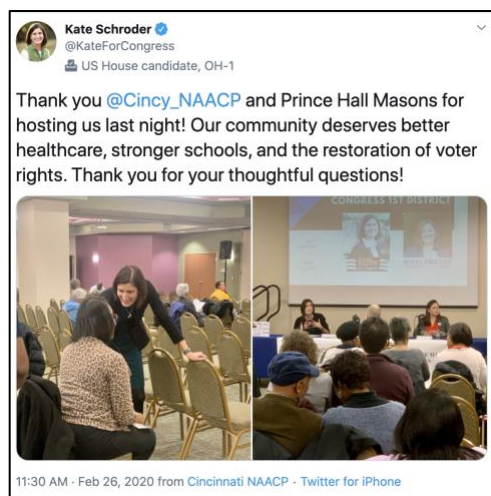 Kate Schroder
@KateForCongress
US House candidate, OH-1
Thank you @Cincy_NAACP and Prince Hall Masons for
hosting us last night! Our community deserves better
healthcare, stronger schools, and the restoration of voter
rights. Thank you for your thoughtful questions!
CONGRESS 1ST DISTRICT
11:30 AM · Feb 26, 2020 from Cincinnati NAACP · Twitter for iPhone